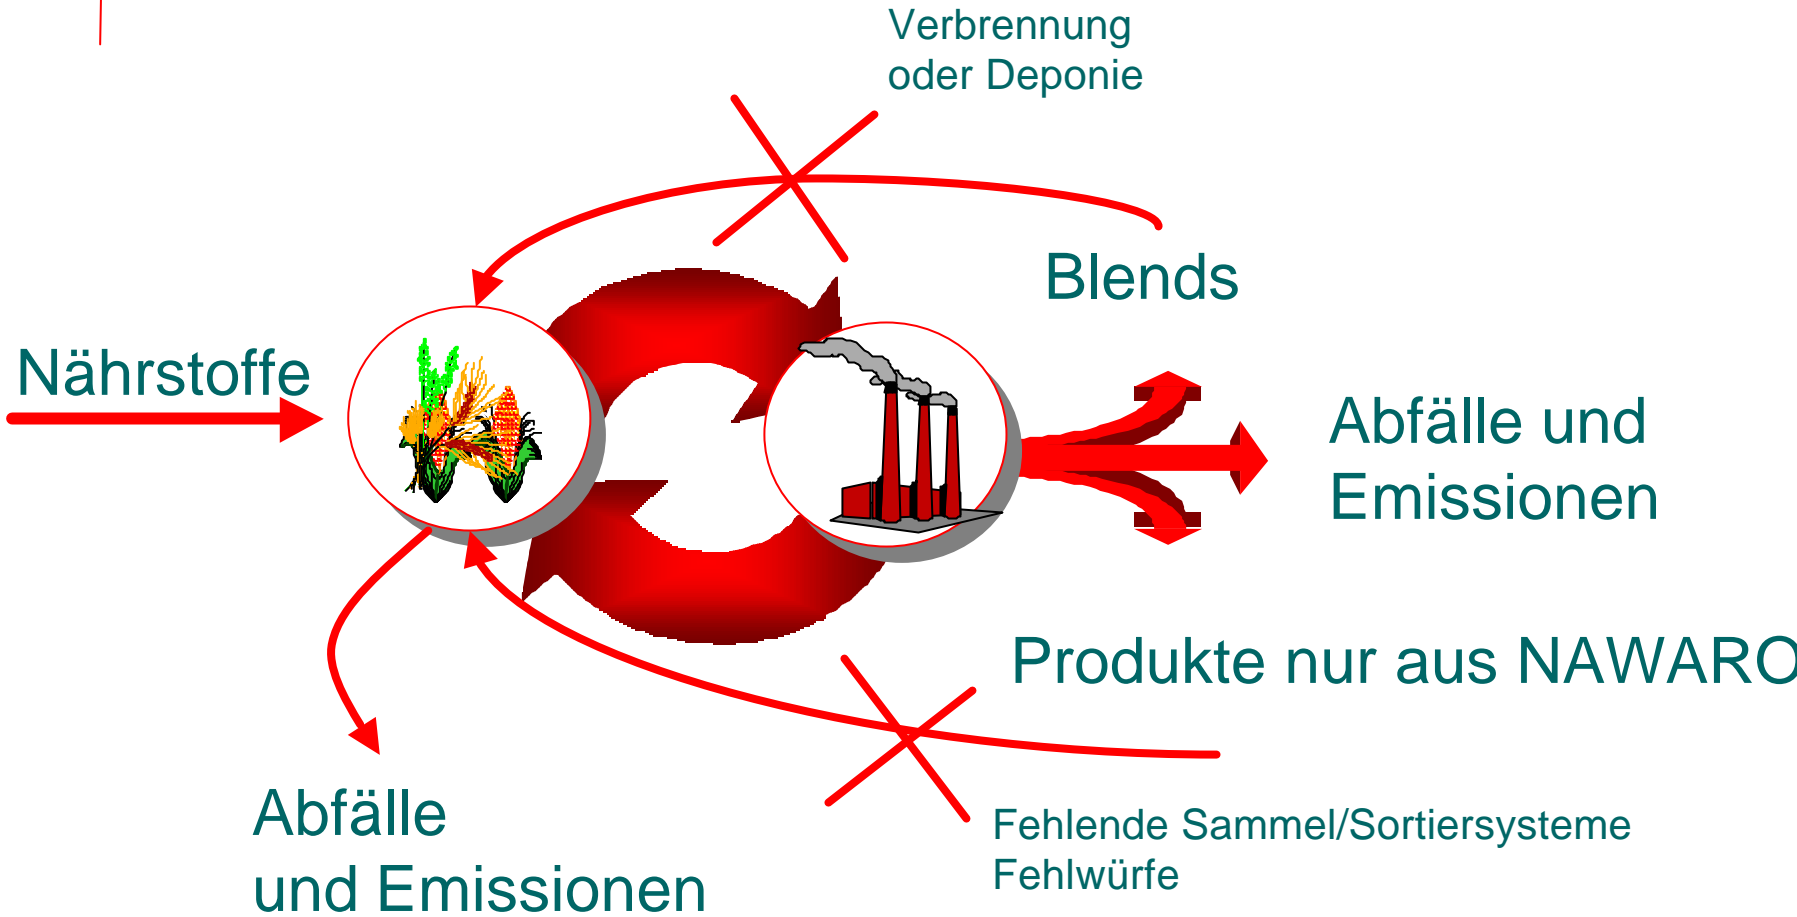 Verbrennung
oder Deponie
Blends
Nährstoffe
Abfälle und
Emissionen
Produkte nur aus NAWARO
Abfälle
und Emissionen
Fehlende Sammel/Sortiersysteme
Fehlwürfe